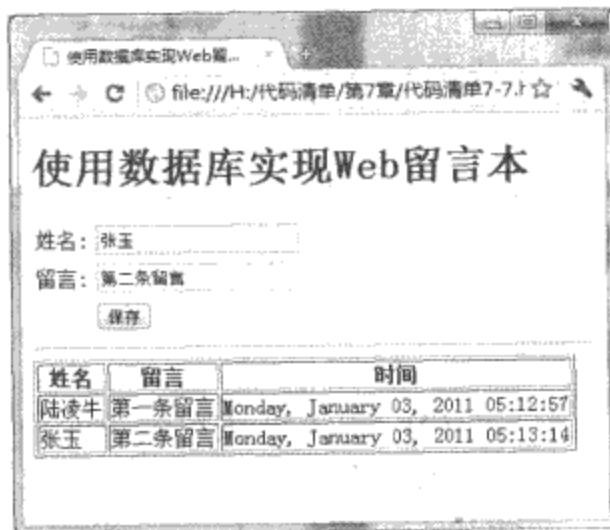 使用数据库实现Web留...
file:///H:/代码清单/第7章/代码清单7-7.h
使用数据库实现Web留言本
姓名: 张玉
留言: 第二条留言
保存
姓名 留言 时间
陆凌牛 第一条留言 Monday, January 03, 2011 05:12:57
张玉 第二条留言 Monday, January 03, 2011 05:13:14